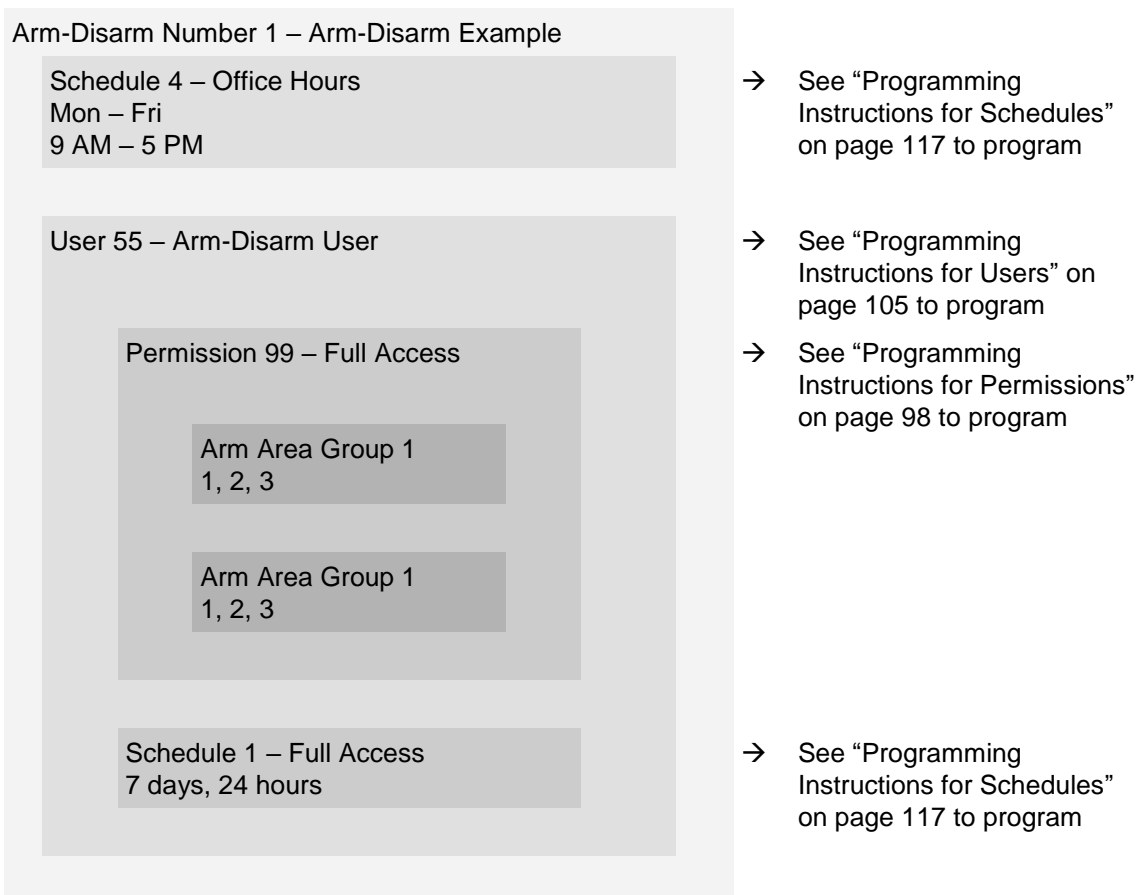 Arm-Disarm Number 1 – Arm-Disarm Example
Schedule 4 – Office Hours
Mon – Fri
9 AM – 5 PM
→ See “Programming
Instructions for Schedules”
on page 117 to program
User 55 – Arm-Disarm User
→ See “Programming
Instructions for Users” on
page 105 to program
Permission 99 – Full Access
→ See “Programming
Instructions for Permissions”
on page 98 to program
Arm Area Group 1
1, 2, 3
Arm Area Group 1
1, 2, 3
Schedule 1 – Full Access
7 days, 24 hours
→ See “Programming
Instructions for Schedules”
on page 117 to program